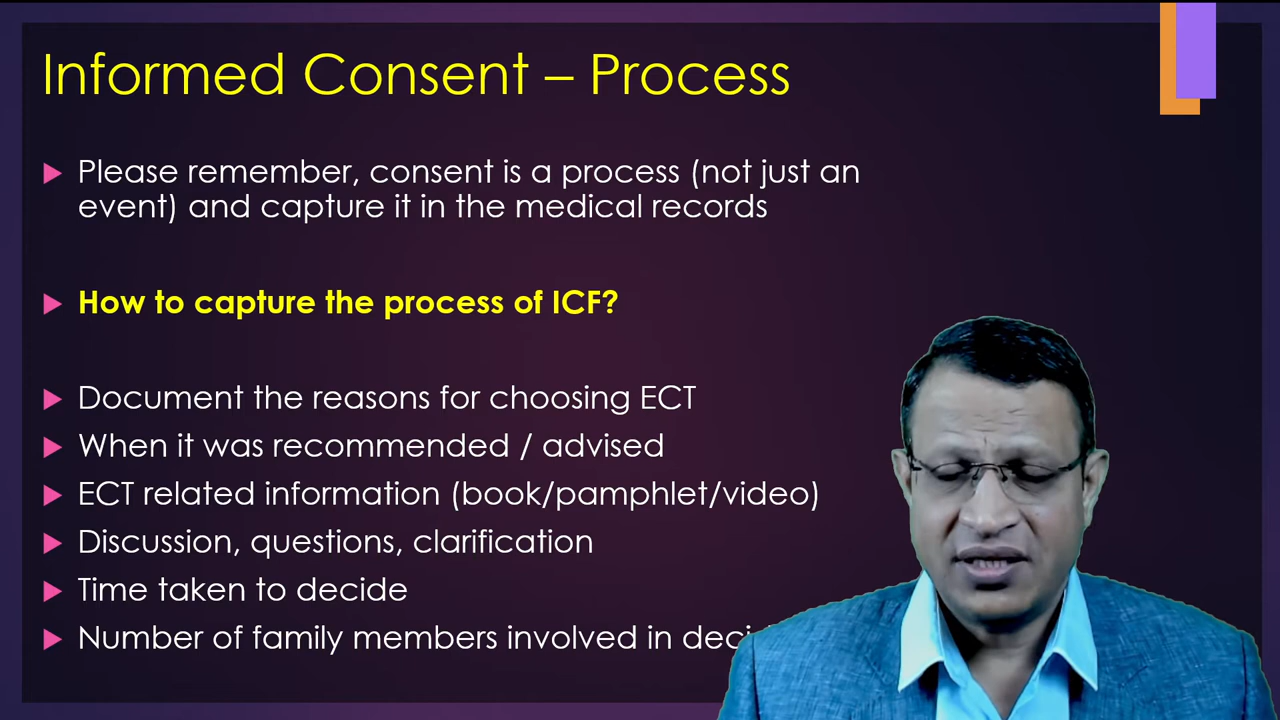 Informed Consent – Process
Please remember, consent is a process (not just an
event) and capture it in the medical records
How to capture the process of ICF?
Document the reasons for choosing ECT
When it was recommended / advised
ECT related information (book/pamphlet/video)
Discussion, questions, clarification
Time taken to decide
Number of family members involved in